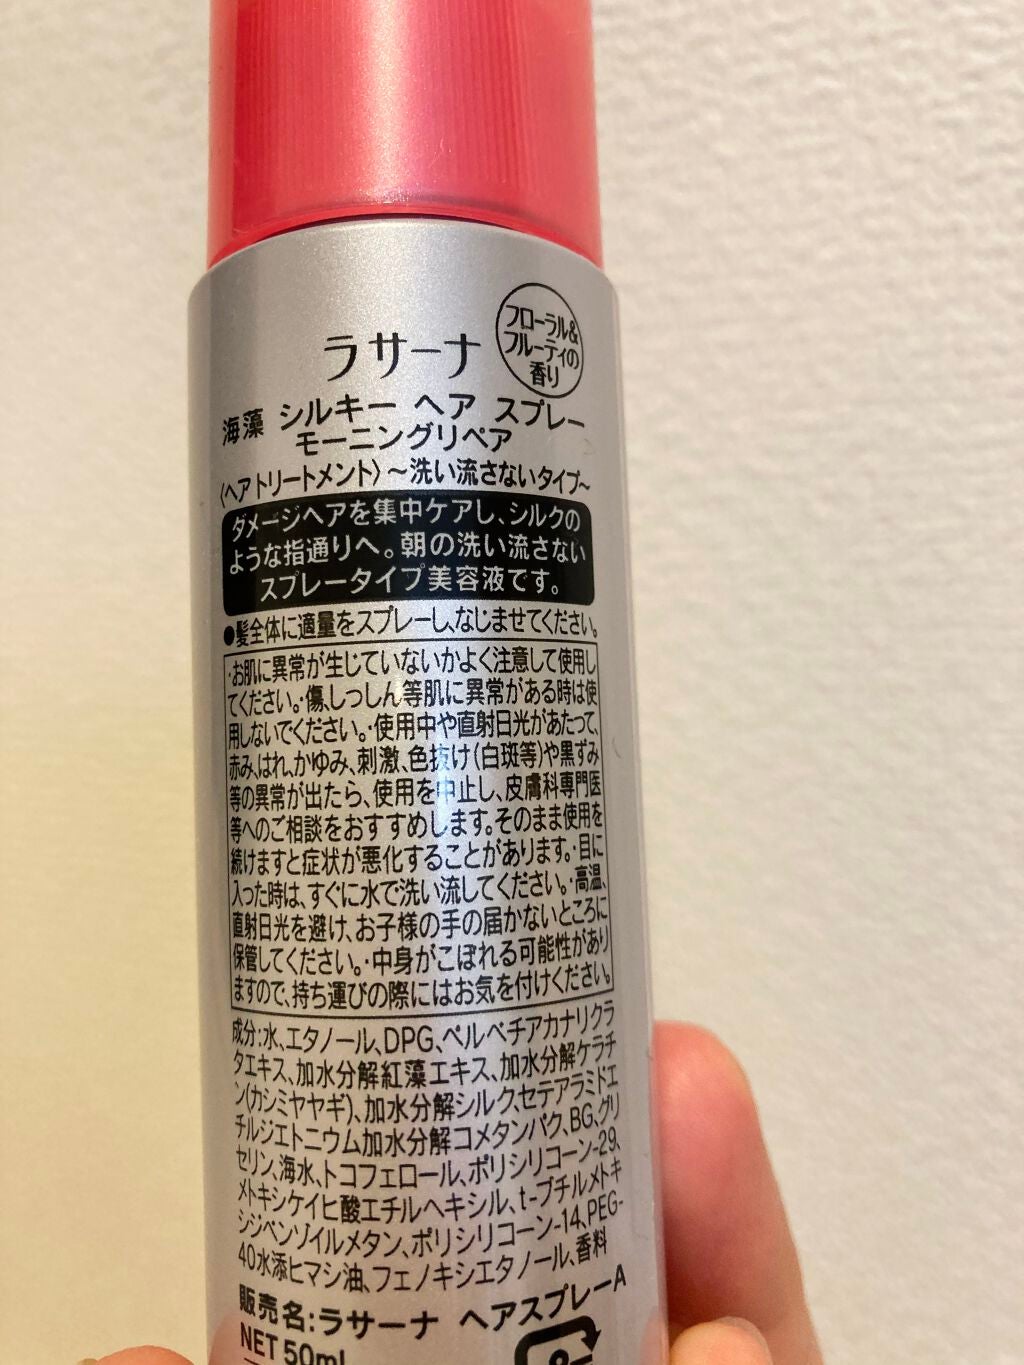 フローラル&
フルーティの
香り
ラサーナ
海藻 シルキー ヘア スプレー
モーニングリペア
〈ヘアトリートメント〉〜洗い流さないタイプ〜
ダメージヘアを集中ケアし、シルクの
ような指通りへ。朝の洗い流さない
スプレータイプ美容液です。
●髪全体に適量をスプレーし、なじませてください。
・お肌に異常が生じていないかよく注意して使用し
てください。・傷、しっしん等肌に異常がある時は使
用しないでください。・使用中や直射日光があたって、
赤み、はれ、かゆみ、刺激、色抜け(白斑等)や黒ずみ
等の異常が出たら、使用を中止し、皮膚科専門医
等へのご相談をおすすめします。そのまま使用を
続けますと症状が悪化することがあります。・目に
入った時は、すぐに水で洗い流してください。・高温、
直射日光を避け、お子様の手の届かないところに
保管してください。・中身がこぼれる可能性があり
ますので、持ち運びの際にはお気を付けください。
成分:水、エタノール、DPG、ペルベチアカナリクラ
タエキス、加水分解紅藻エキス、加水分解ケラチ
ン(カシミヤヤギ)、加水分解シルク、セテアラミドエ
チルジエトニウム加水分解コメタンパク、BG、グリ
セリン、海水、トコフェロール、ポリシリコーン-29、
メトキシケイヒ酸エチルヘキシル、t-ブチルメトキ
シジベンゾイルメタン、ポリシリコーン-14、PEG-
40水添ヒマシ油、フェノキシエタノール、香料
販売名:ラサーナ ヘアスプレーA
NET 50ml